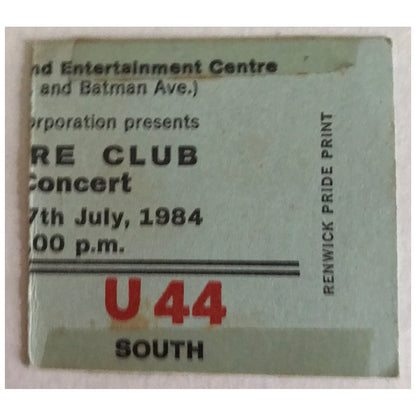 nd Entertainment Centre
and Batman Ave.)
orporation presents
RE CLUB
Concert
7th July, 1984
00 p.m.
U 44
SOUTH
RENWICK PRIDE PRINT